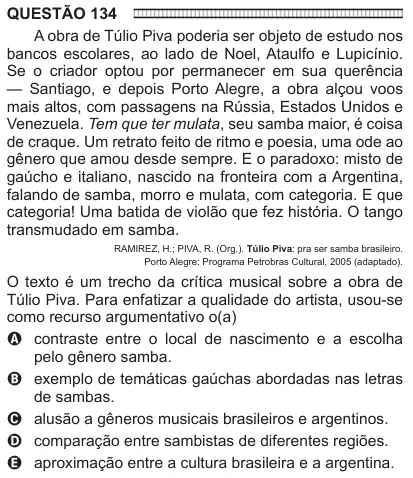 QUESTÃO 134
A obra de Túlio Piva poderia ser objeto de estudo nos
bancos escolares, ao lado de Noel, Ataulfo e Lupicínio.
Se o criador optou por permanecer em sua querência
— Santiago, e depois Porto Alegre, a obra alçou voos
mais altos, com passagens na Rússia, Estados Unidos e
Venezuela. Tem que ter mulata, seu samba maior, é coisa
de craque. Um retrato feito de ritmo e poesia, uma ode ao
gênero que amou desde sempre. E o paradoxo: misto de
gaúcho e italiano, nascido na fronteira com a Argentina,
falando de samba, morro e mulata, com categoria. E que
categoria! Uma batida de violão que fez história. O tango
transmudado em samba.
RAMIREZ, H.; PIVA, R. (Org.). Túlio Piva: pra ser samba brasileiro.
Porto Alegre: Programa Petrobras Cultural, 2005 (adaptado).
O texto é um trecho da crítica musical sobre a obra de
Túlio Piva. Para enfatizar a qualidade do artista, usou-se
como recurso argumentativo o(a)
A contraste entre o local de nascimento e a escolha
pelo gênero samba.
B exemplo de temáticas gaúchas abordadas nas letras
de sambas.
C alusão a gêneros musicais brasileiros e argentinos.
D comparação entre sambistas de diferentes regiões.
E aproximação entre a cultura brasileira e a argentina.